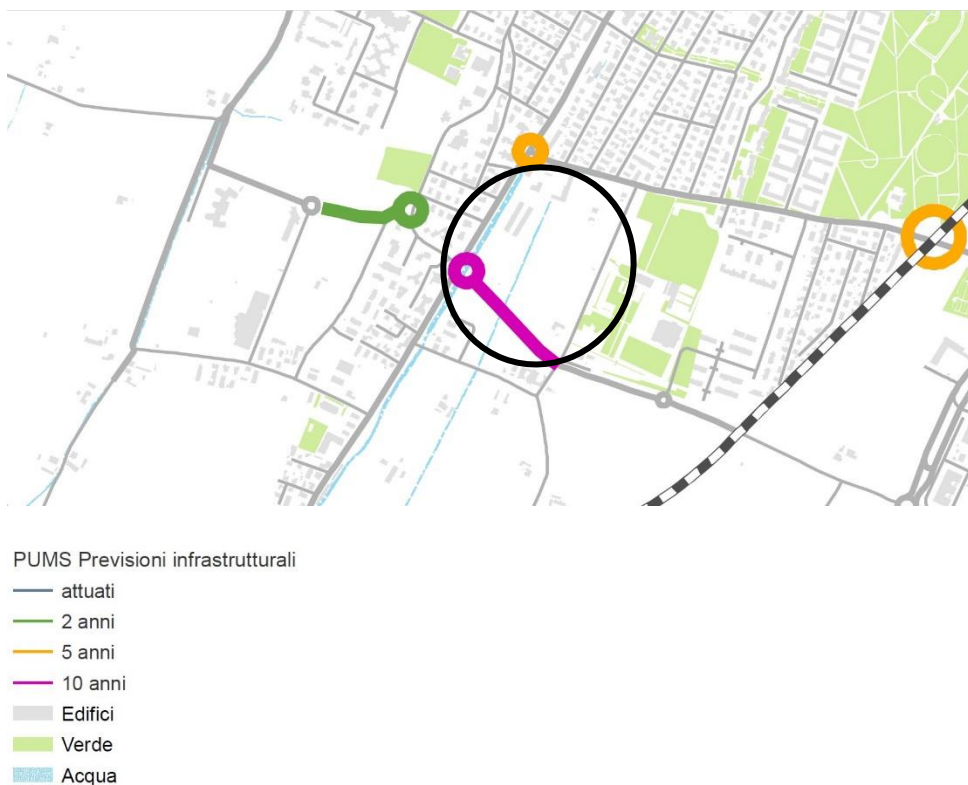 PUMS Previsioni infrastrutturali
attuati
2 anni
5 anni
10 anni
Edifici
Verde
Acqua